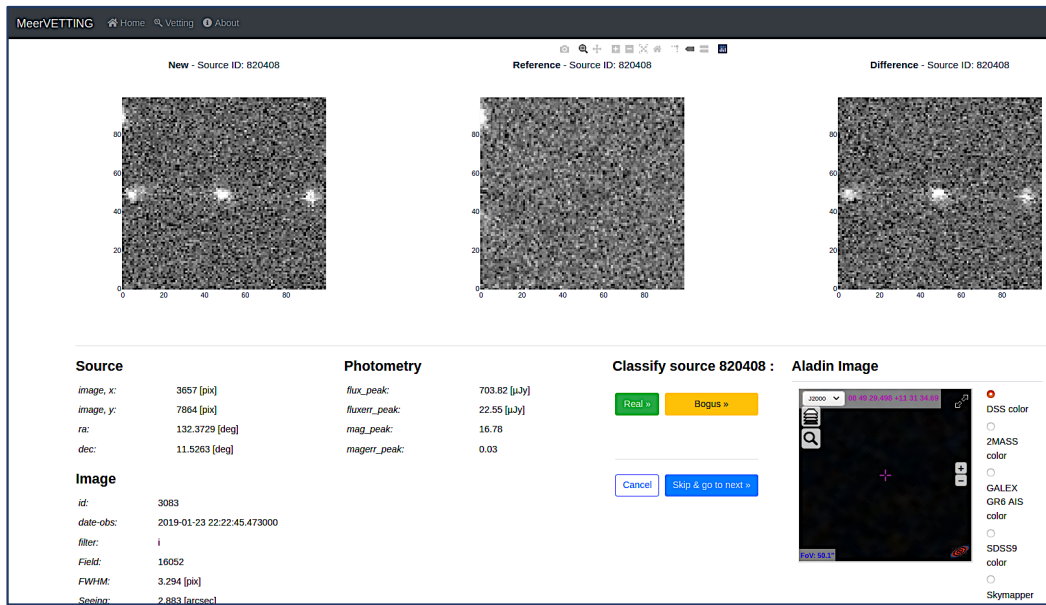 MeerVETTING Home Vetting About
New - Source ID: 820408
Reference - Source ID: 820408
Difference - Source ID: 820408
80
60
40
20
0
0 20 40 60 80
80
60
40
20
0
0 20 40 60 80
80
60
40
20
0
0 20 40 60 80
Source
image, x: 3657 [pix]
image, y: 7864 [pix]
ra: 132.3729 [deg]
dec: 11.5263 [deg]
Image
id: 3083
date-obs: 2019-01-23 22:22:45.473000
filter: i
Field: 16052
FWHM: 3.294 [pix]
Seeing: 2.883 [arcsec]
Photometry
flux_peak: 703.82 [µJy]
fluxerr_peak: 22.55 [µJy]
mag_peak: 16.78
magerr_peak: 0.03
Classify source 820408 :
Real » Bogus »
Cancel Skip & go to next »
Aladin Image
J2000 08 49 29.498 +11 31 34.69
+
−
FoV: 50.1"
DSS color
2MASS
color
GALEX
GR6 AIS
color
SDSS9
color
Skymapper